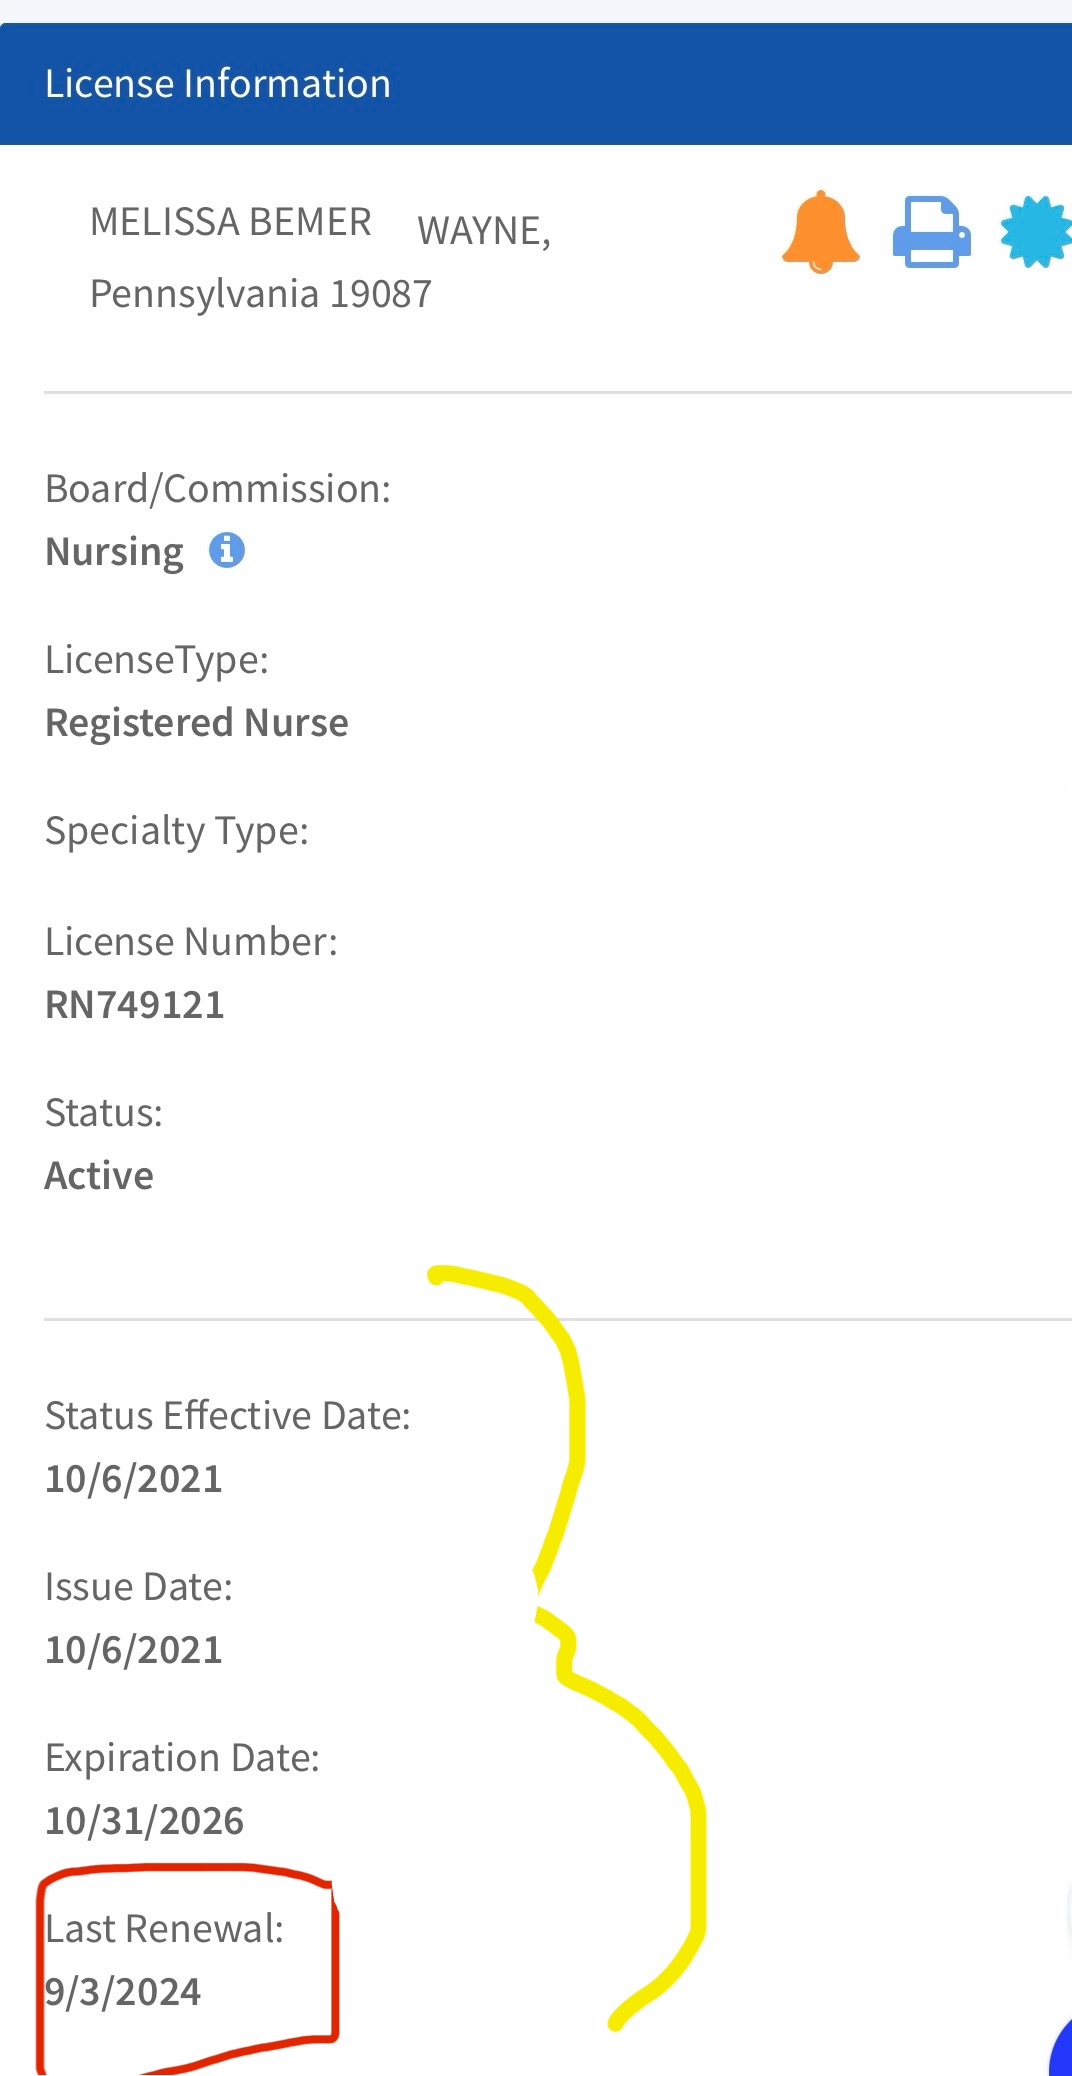 License Information
MELISSA BEMER WAYNE,
Pennsylvania 19087
Board/Commission:
Nursing
LicenseType:
Registered Nurse
Specialty Type:
License Number:
RN749121
Status:
Active
Status Effective Date:
10/6/2021
Issue Date:
10/6/2021
Expiration Date:
10/31/2026
Last Renewal:
9/3/2024